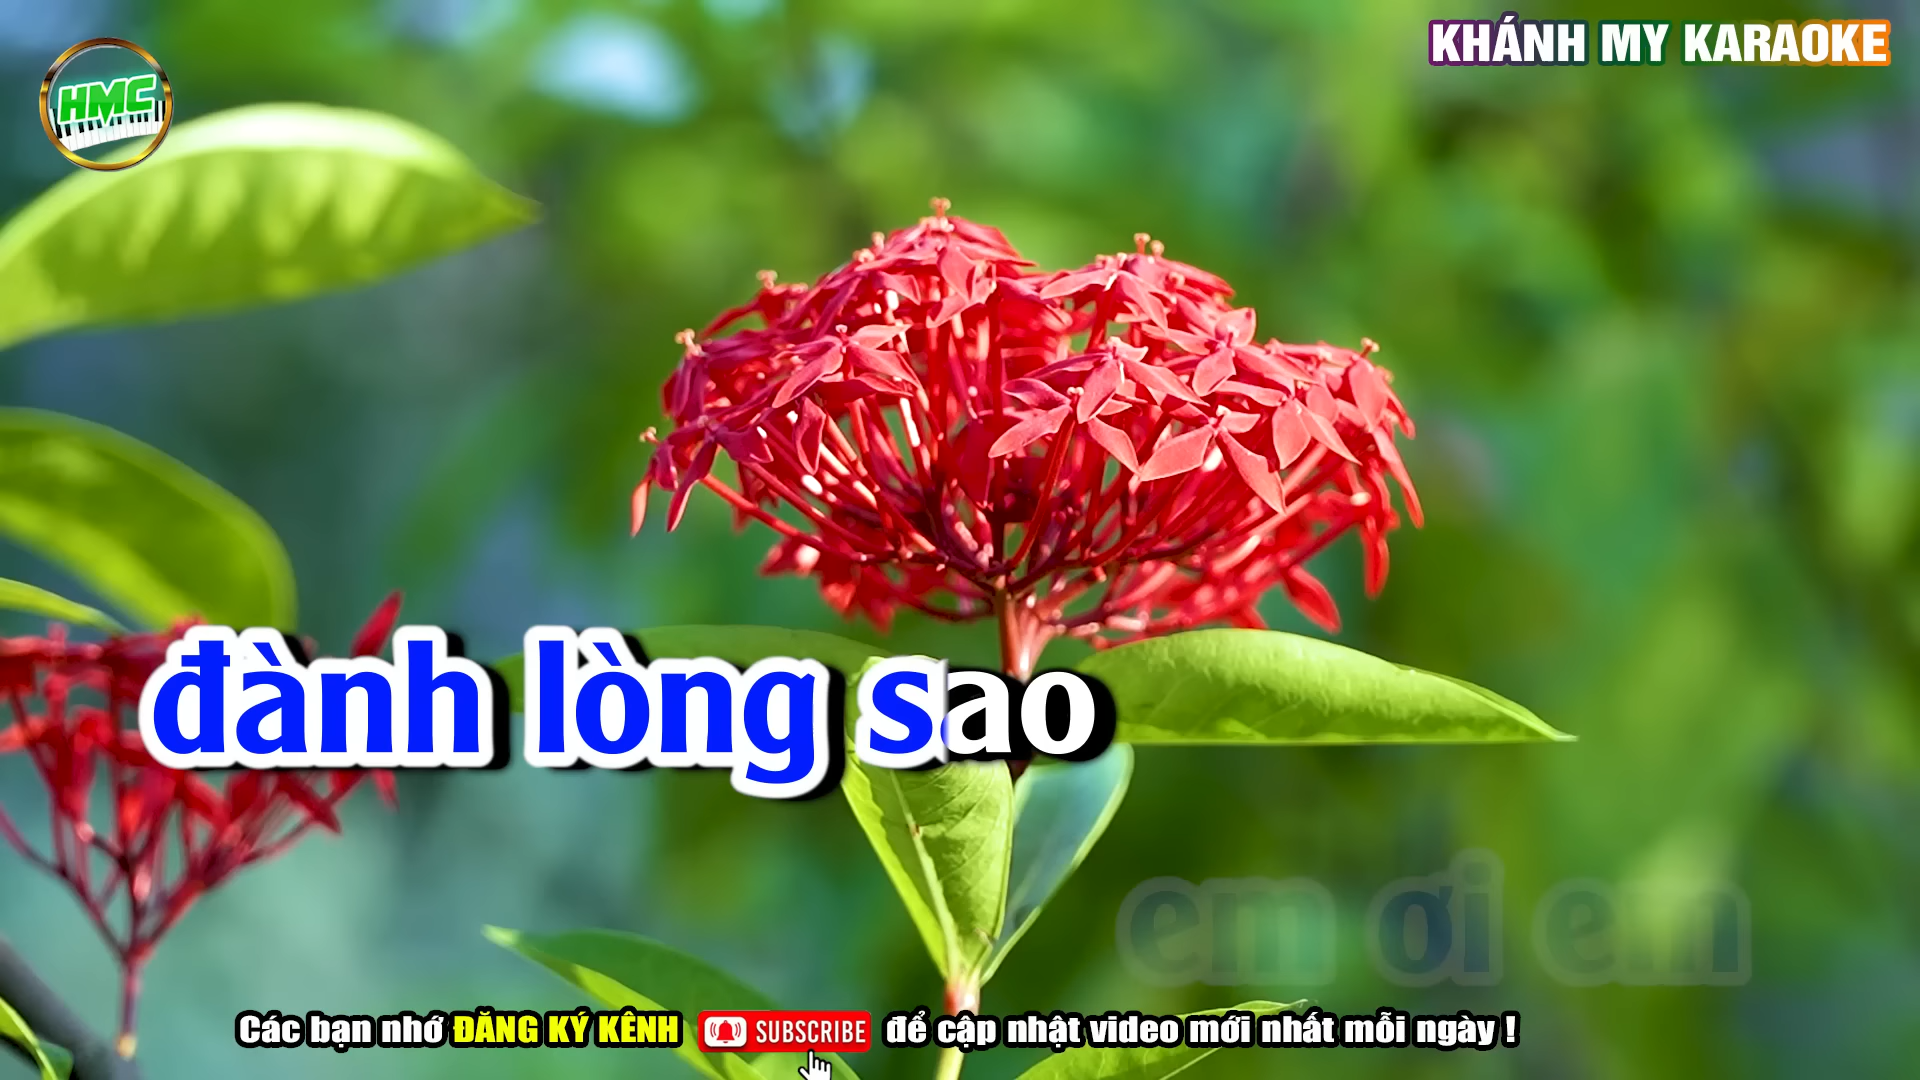 KHÁNH MY KARAOKE
HMC
đành lòng sao
em ơi em
Các bạn nhớ ĐĂNG KÝ KÊNH SUBSCRIBE để cập nhật video mới nhất mỗi ngày !